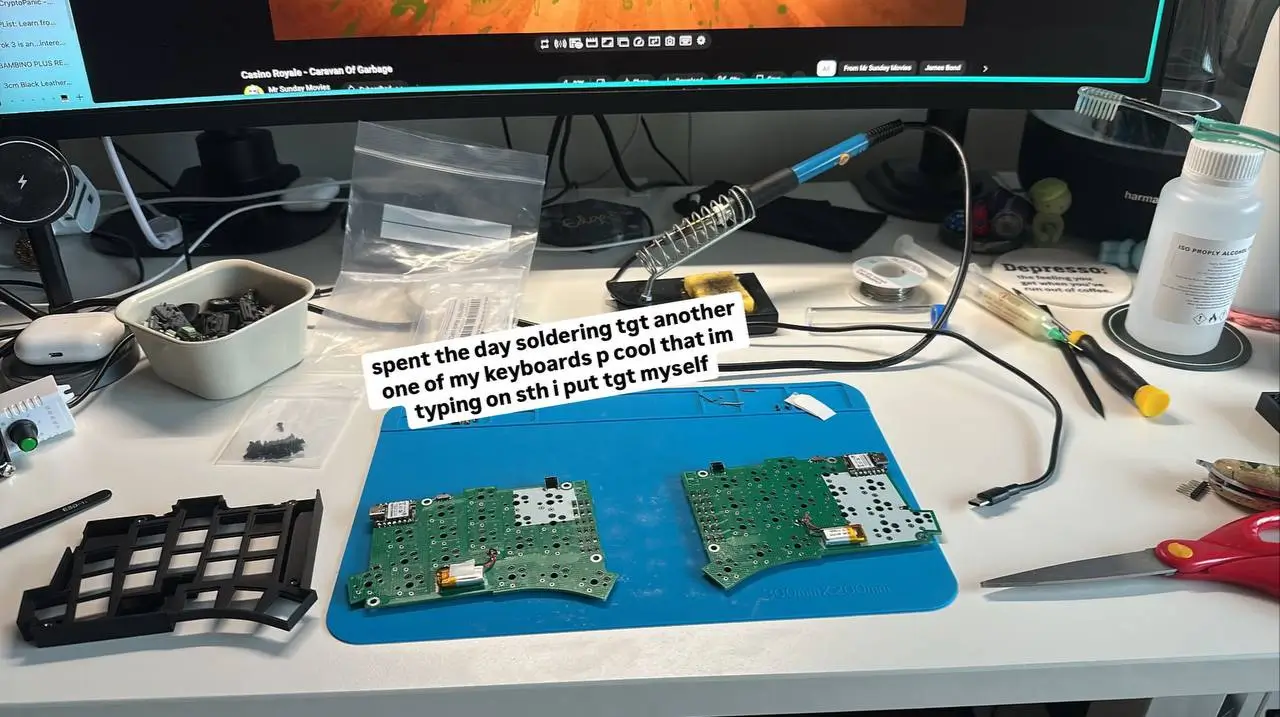 CryptoPanic -...
PList: Learn.fro...
ok 3 is an...intere...
BAMBINO PLUS RE...
3cm Black Leather...
Casino Royale - Caravan Of Garbage
Mr Sunday Movies
All
From Mr Sunday Movies
James Bond
harma
ISO PROPLY ALCOHOL
Depresso:
the feeling you
get when you've
run out of coffee.
spent the day soldering tgt another
one of my keyboards p cool that im
typing on sth i put tgt myself
300mmX200mm